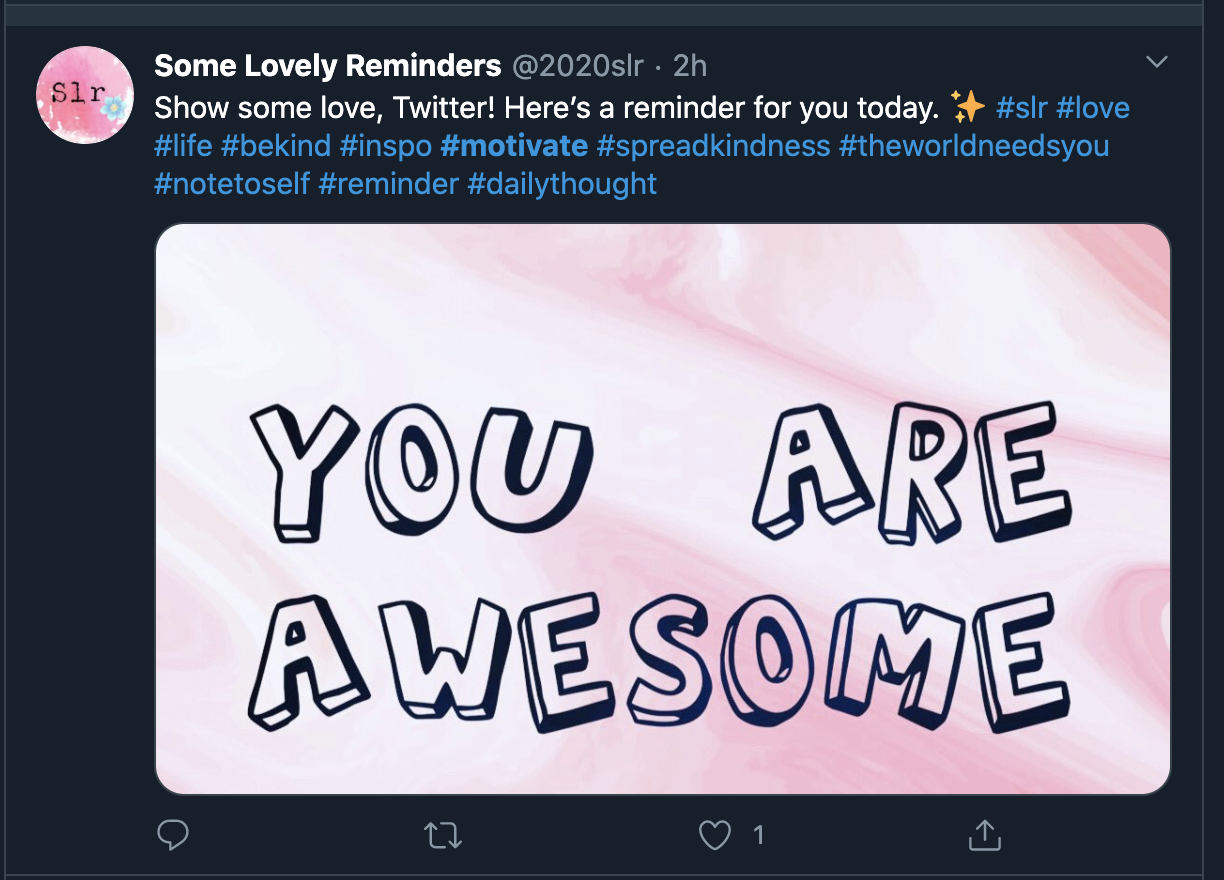 Slr
Some Lovely Reminders @2020slr · 2h
Show some love, Twitter! Here’s a reminder for you today. ✨ #slr #love
#life #bekind #inspo #motivate #spreadkindness #theworldneedsyou
#notetoself #reminder #dailythought
YOU ARE
AWESOME
1